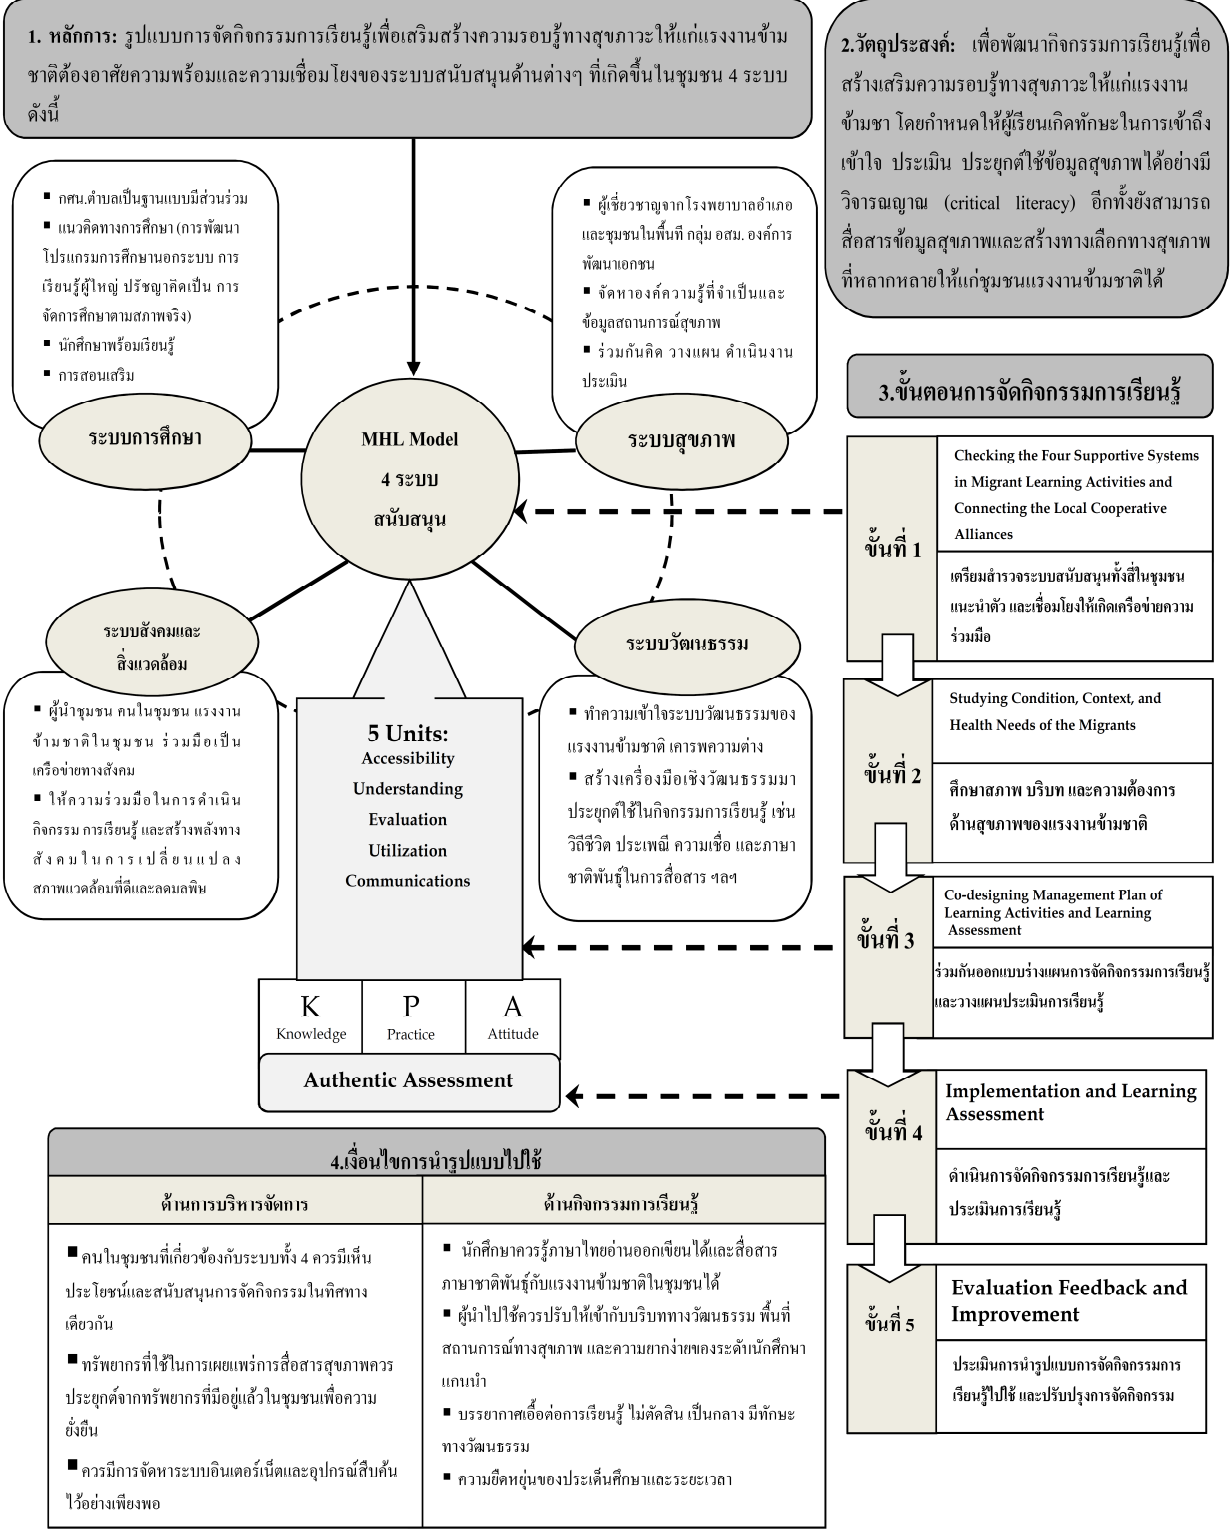 1. หลักการ: รูปแบบการจัดกิจกรรมการเรียนรู้เพื่อเสริมสร้างความรอบรู้ทางสุขภาวะให้แก่แรงงานข้าม
ชาติต้องอาศัยความพร้อมและความเชื่อมโยงของระบบสนับสนุนด้านต่างๆ ที่เกิดขึ้นในชุมชน 4 ระบบ
ดังนี้
2.วัตถุประสงค์: เพื่อพัฒนากิจกรรมการเรียนรู้เพื่อ
สร้างเสริมความรอบรู้ทางสุขภาวะให้แก่แรงงาน
ข้ามชา โดยกำหนดให้ผู้เรียนเกิดทักษะในการเข้าถึง
เข้าใจ ประเมิน ประยุกต์ใช้ข้อมูลสุขภาพได้อย่างมี
วิจารณญาณ (critical literacy) อีกทั้งยังสามารถ
สื่อสารข้อมูลสุขภาพและสร้างทางเลือกทางสุขภาพ
ที่หลากหลายให้แก่ชุมชนแรงงานข้ามชาติได้
▪ กศน.ตำบลเป็นฐานแบบมีส่วนร่วม
▪ แนวคิดทางการศึกษา (การพัฒนา
โปรแกรมการศึกษานอกระบบ การ
เรียนรู้ผู้ใหญ่ ปรัชญาคิดเป็น การ
จัดการศึกษาตามสภาพจริง)
▪ นักศึกษาพร้อมเรียนรู้
▪ การสอนเสริม
ระบบการศึกษา
▪ ผู้เชี่ยวชาญจากโรงพยาบาลอำเภอ
และชุมชนในพื้นที่ กลุ่ม อสม. องค์การ
พัฒนาเอกชน
▪ จัดหาองค์ความรู้ที่จำเป็นและ
ข้อมูลสถานการณ์สุขภาพ
▪ ร่วมกันคิด วางแผน ดำเนินงาน
ประเมิน
ระบบสุขภาพ
MHL Model
4 ระบบ
สนับสนุน
ระบบสังคมและ
สิ่งแวดล้อม
▪ ผู้นำชุมชน คนในชุมชน แรงงาน
ข้ามชาติในชุมชน ร่วมมือเป็น
เครือข่ายทางสังคม
▪ ให้ความร่วมมือในการดำเนิน
กิจกรรม การเรียนรู้ และสร้างพลังทาง
สังคมในการเปลี่ยนแปลง
สภาพแวดล้อมที่ดีและลดมลพิษ
ระบบวัฒนธรรม
▪ ทำความเข้าใจระบบวัฒนธรรมของ
แรงงานข้ามชาติ เคารพความต่าง
▪ สร้างเครื่องมือเชิงวัฒนธรรมมา
ประยุกต์ใช้ในกิจกรรมการเรียนรู้ เช่น
วิถีชีวิต ประเพณี ความเชื่อ และภาษา
ชาติพันธุ์ในการสื่อสาร ฯลฯ
5 Units:
Accessibility
Understanding
Evaluation
Utilization
Communications
K
Knowledge
P
Practice
A
Attitude
Authentic Assessment
3.ขั้นตอนการจัดกิจกรรมการเรียนรู้
ขั้นที่ 1
Checking the Four Supportive Systems
in Migrant Learning Activities and
Connecting the Local Cooperative
Alliances
เตรียมสำรวจระบบสนับสนุนทั้งสี่ในชุมชน
แนะนำตัว และเชื่อมโยงให้เกิดเครือข่ายความ
ร่วมมือ
ขั้นที่ 2
Studying Condition, Context, and
Health Needs of the Migrants
ศึกษาสภาพ บริบท และความต้องการ
ด้านสุขภาพของแรงงานข้ามชาติ
ขั้นที่ 3
Co-designing Management Plan of
Learning Activities and Learning
Assessment
ร่วมกันออกแบบร่างแผนการจัดกิจกรรมการเรียนรู้
และวางแผนประเมินการเรียนรู้
ขั้นที่ 4
Implementation and Learning
Assessment
ดำเนินการจัดกิจกรรมการเรียนรู้และ
ประเมินการเรียนรู้
ขั้นที่ 5
Evaluation Feedback and
Improvement
ประเมินการนำรูปแบบการจัดกิจกรรมการ
เรียนรู้ไปใช้ และปรับปรุงการจัดกิจกรรม
4.เงื่อนไขการนำรูปแบบไปใช้
ด้านการบริหารจัดการ
▪ คนในชุมชนที่เกี่ยวข้องกับระบบทั้ง 4 ควรมีเห็น
ประโยชน์และสนับสนุนการจัดกิจกรรมในทิศทาง
เดียวกัน
▪ ทรัพยากรที่ใช้ในการเผยแพร่การสื่อสารสุขภาพควร
ประยุกต์จากทรัพยากรที่มีอยู่แล้วในชุมชนเพื่อความ
ยั่งยืน
▪ ควรมีการจัดหาระบบอินเตอร์เน็ตและอุปกรณ์สืบค้น
ไว้อย่างเพียงพอ
ด้านกิจกรรมการเรียนรู้
▪ นักศึกษาควรรู้ภาษาไทยอ่านออกเขียนได้และสื่อสาร
ภาษาชาติพันธุ์กับแรงงานข้ามชาติในชุมชนได้
▪ ผู้นำไปใช้ควรปรับให้เข้ากับบริบททางวัฒนธรรม พื้นที่
สถานการณ์ทางสุขภาพ และความยากง่ายของระดับนักศึกษา
แกนนำ
▪ บรรยากาศเอื้อต่อการเรียนรู้ ไม่ตัดสิน เป็นกลาง มีทักษะ
ทางวัฒนธรรม
▪ ความยืดหยุ่นของประเด็นศึกษาและระยะเวลา